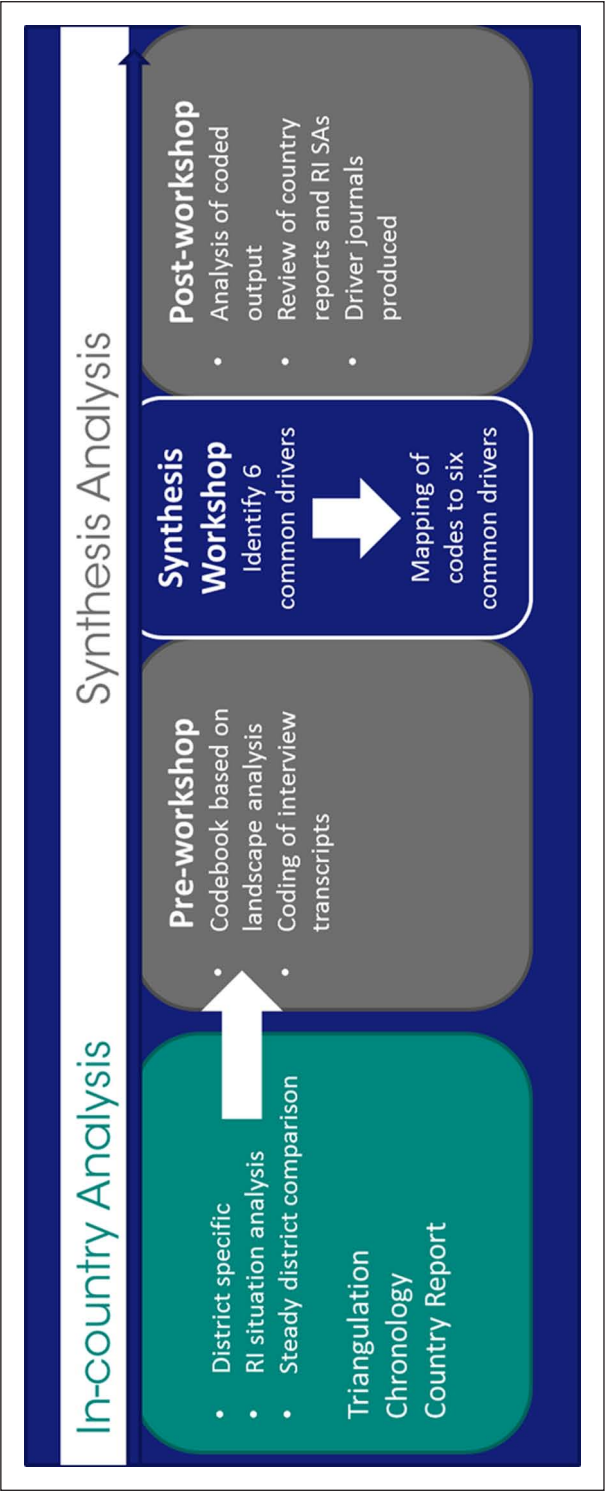 In-country Analysis
Synthesis Analysis
• District specific
• RI situation analysis
• Steady district comparison
Triangulation
Chronology
Country Report
Pre-workshop
• Codebook based on
landscape analysis
• Coding of interview
transcripts
Synthesis
Workshop
Identify 6
common drivers
Mapping of
codes to six
common drivers
Post-workshop
• Analysis of coded
output
• Review of country
reports and RI SAs
• Driver journals
produced